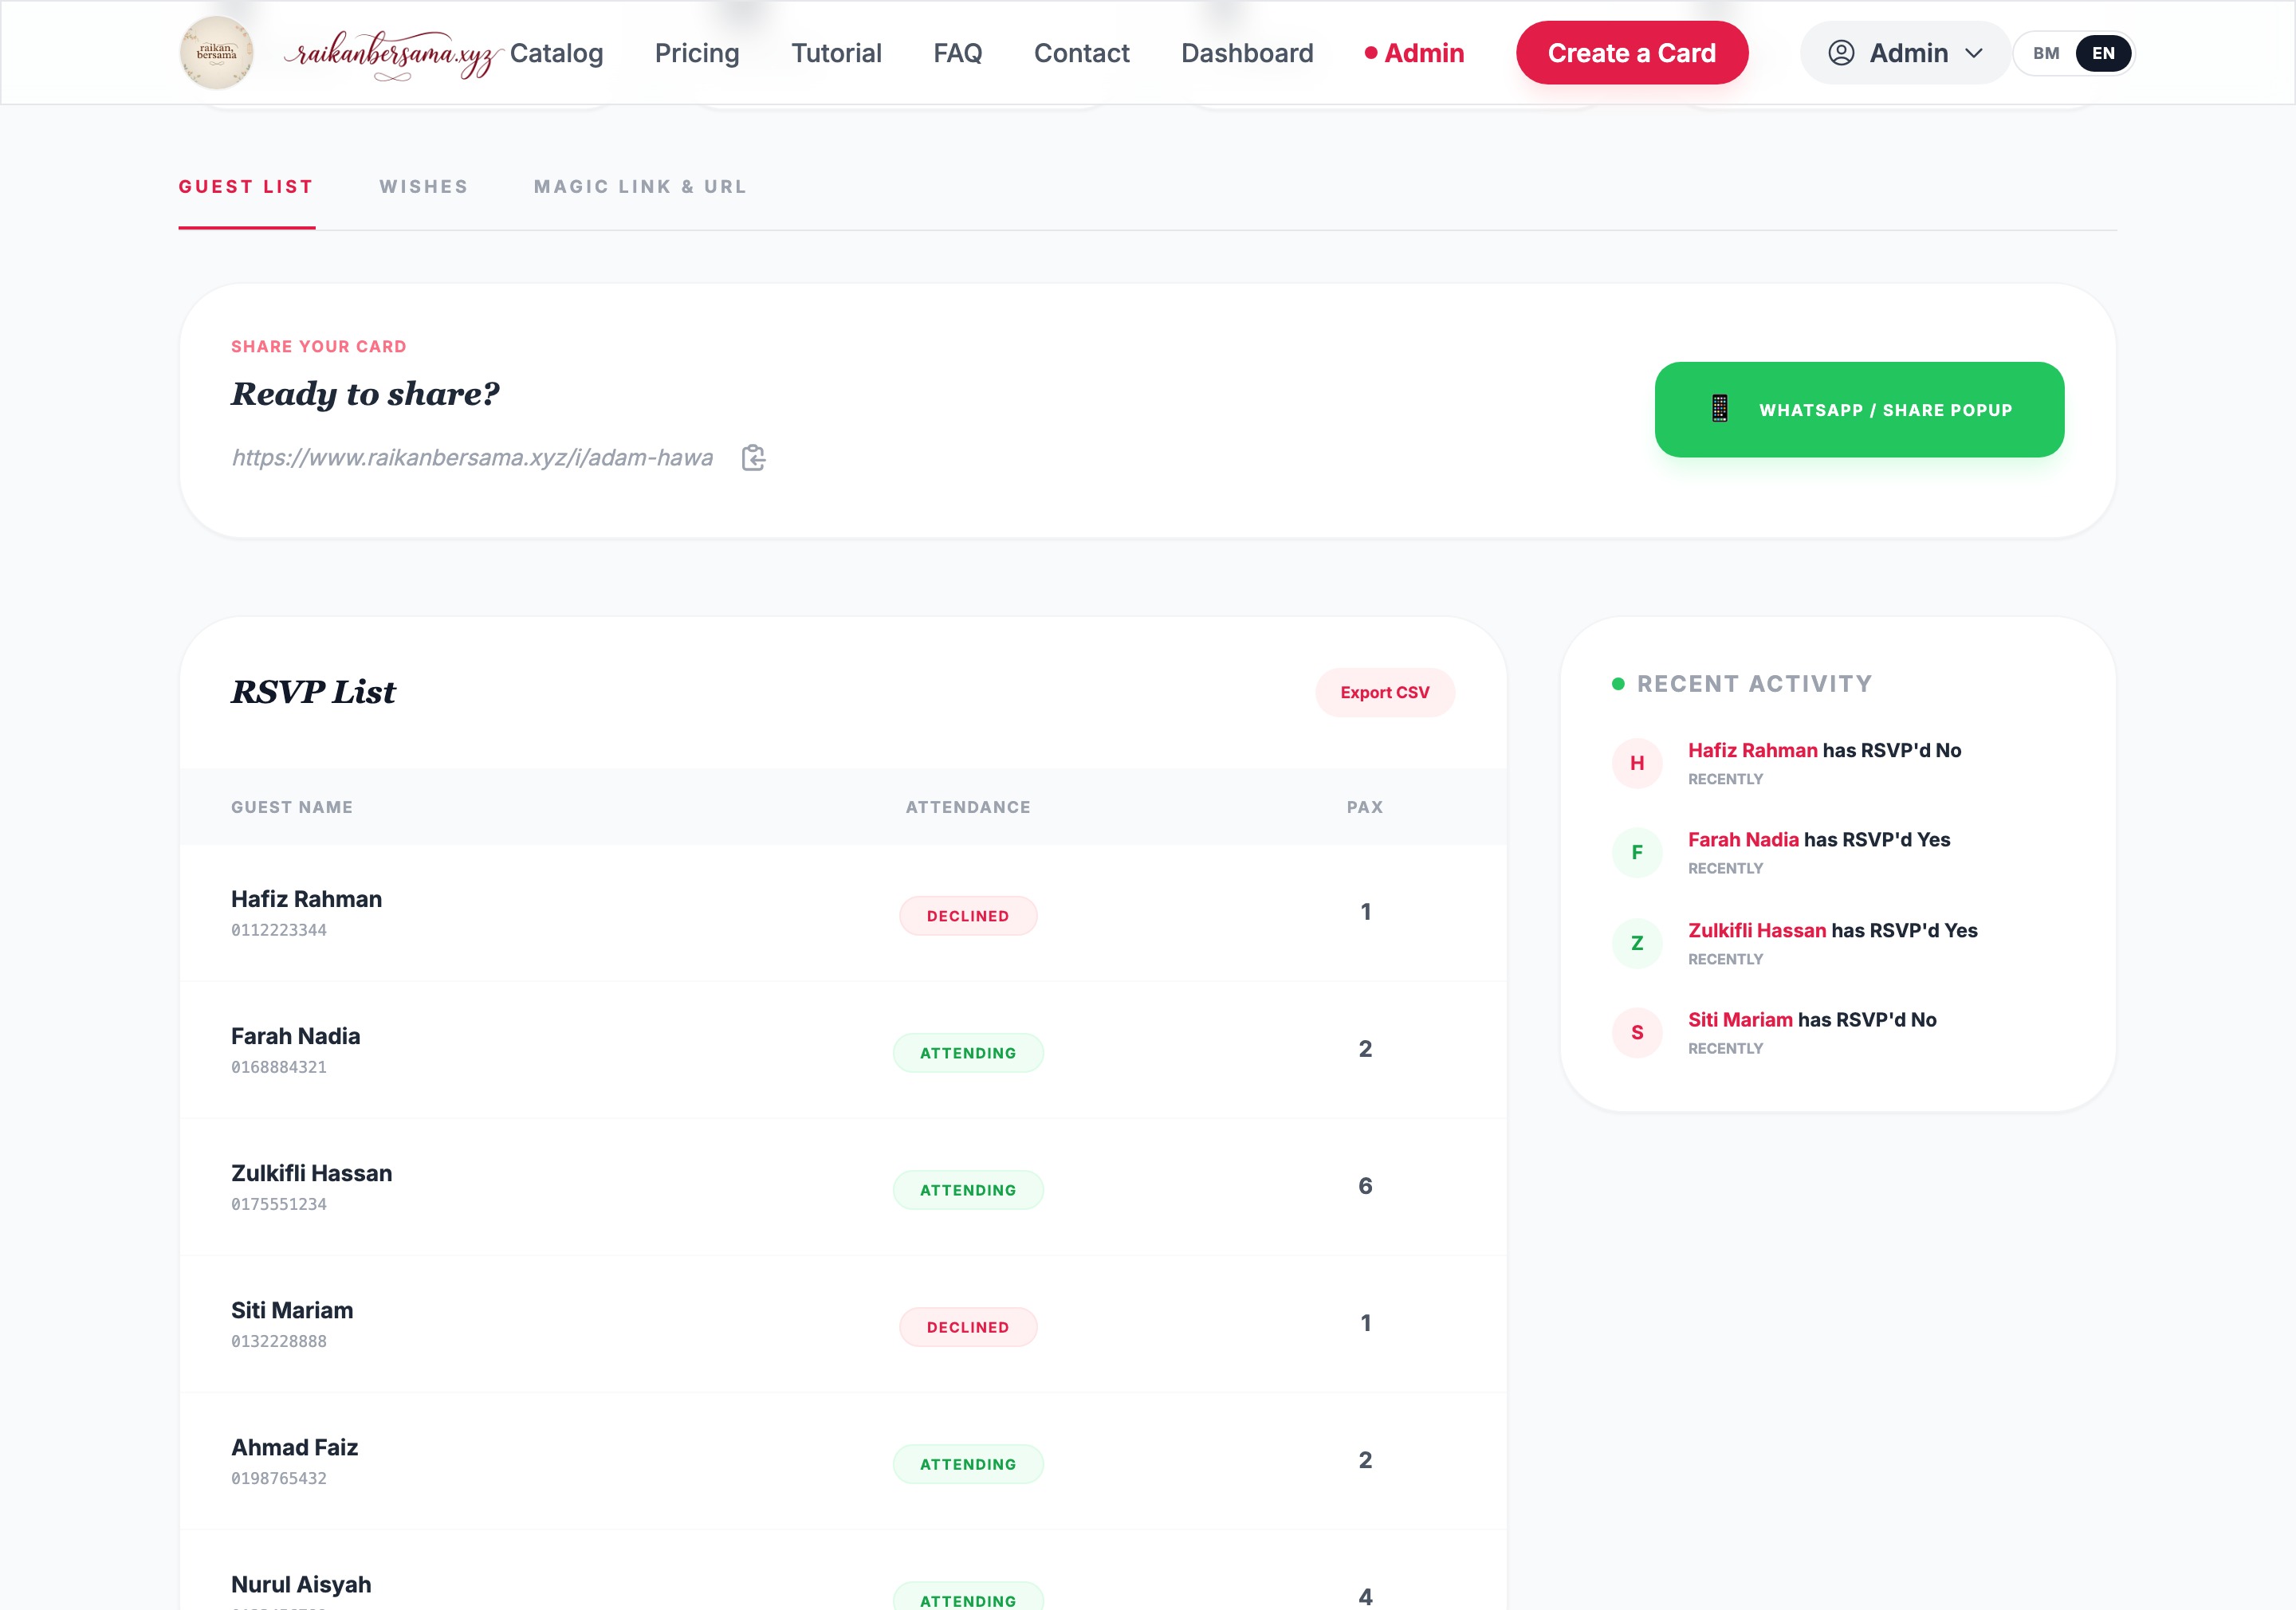 raikan.
bersama
raikanbersama.xyz
Catalog
Pricing
Tutorial
FAQ
Contact
Dashboard
Admin
Create a Card
Admin
BM
EN
GUEST LIST
WISHES
MAGIC LINK & URL
SHARE YOUR CARD
Ready to share?
https://www.raikanbersama.xyz/i/adam-hawa
WHATSAPP / SHARE POPUP
RSVP List
Export CSV
GUEST NAME
ATTENDANCE
PAX
Hafiz Rahman
0112223344
DECLINED
1
Farah Nadia
0168884321
ATTENDING
2
Zulkifli Hassan
0175551234
ATTENDING
6
Siti Mariam
0132228888
DECLINED
1
Ahmad Faiz
0198765432
ATTENDING
2
Nurul Aisyah
ATTENDING
4
RECENT ACTIVITY
H
Hafiz Rahman has RSVP'd No
RECENTLY
F
Farah Nadia has RSVP'd Yes
RECENTLY
Z
Zulkifli Hassan has RSVP'd Yes
RECENTLY
S
Siti Mariam has RSVP'd No
RECENTLY